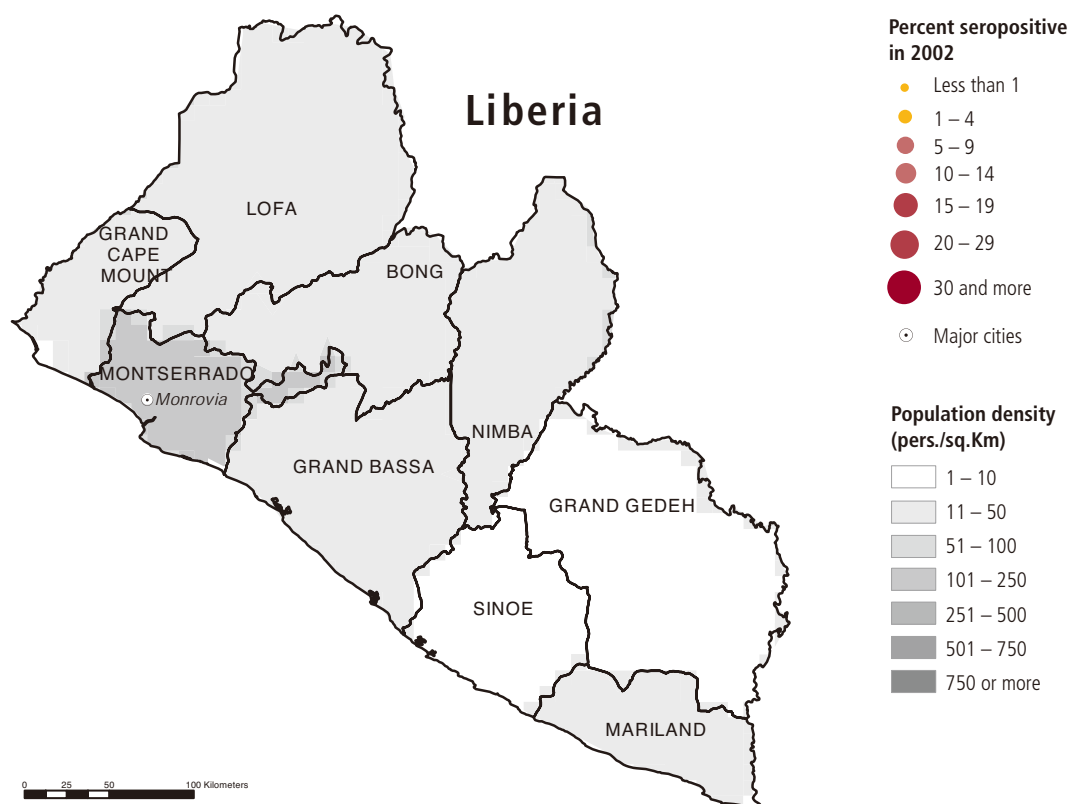 Liberia
LOFA
GRAND
CAPE
MOUNT
BONG
MONTSERRADO
Monrovia
NIMBA
GRAND BASSA
GRAND GEDEH
SINOE
MARILAND
0 25 50 100 Kilometers
Percent seropositive
in 2002
Less than 1
1 – 4
5 – 9
10 – 14
15 – 19
20 – 29
30 and more
Major cities
Population density
(pers./sq.Km)
1 – 10
11 – 50
51 – 100
101 – 250
251 – 500
501 – 750
750 or more